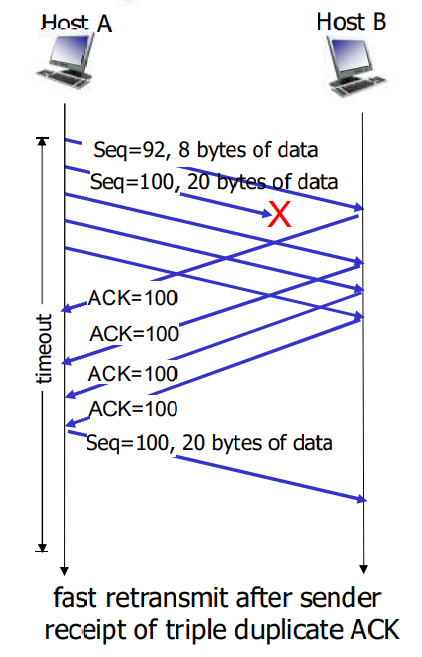 Host A
Host B
Seq=92, 8 bytes of data
Seq=100, 20 bytes of data
X
ACK=100
ACK=100
ACK=100
ACK=100
timeout
Seq=100, 20 bytes of data
fast retransmit after sender
receipt of triple duplicate ACK